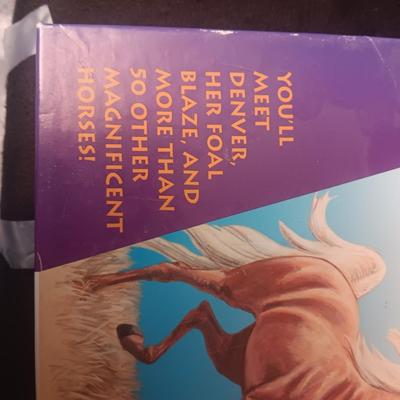 YOU'LL
MEET
DENVER,
HER FOAL
BLAZE, AND
MORE THAN
50 OTHER
MAGNIFICENT
HORSES!